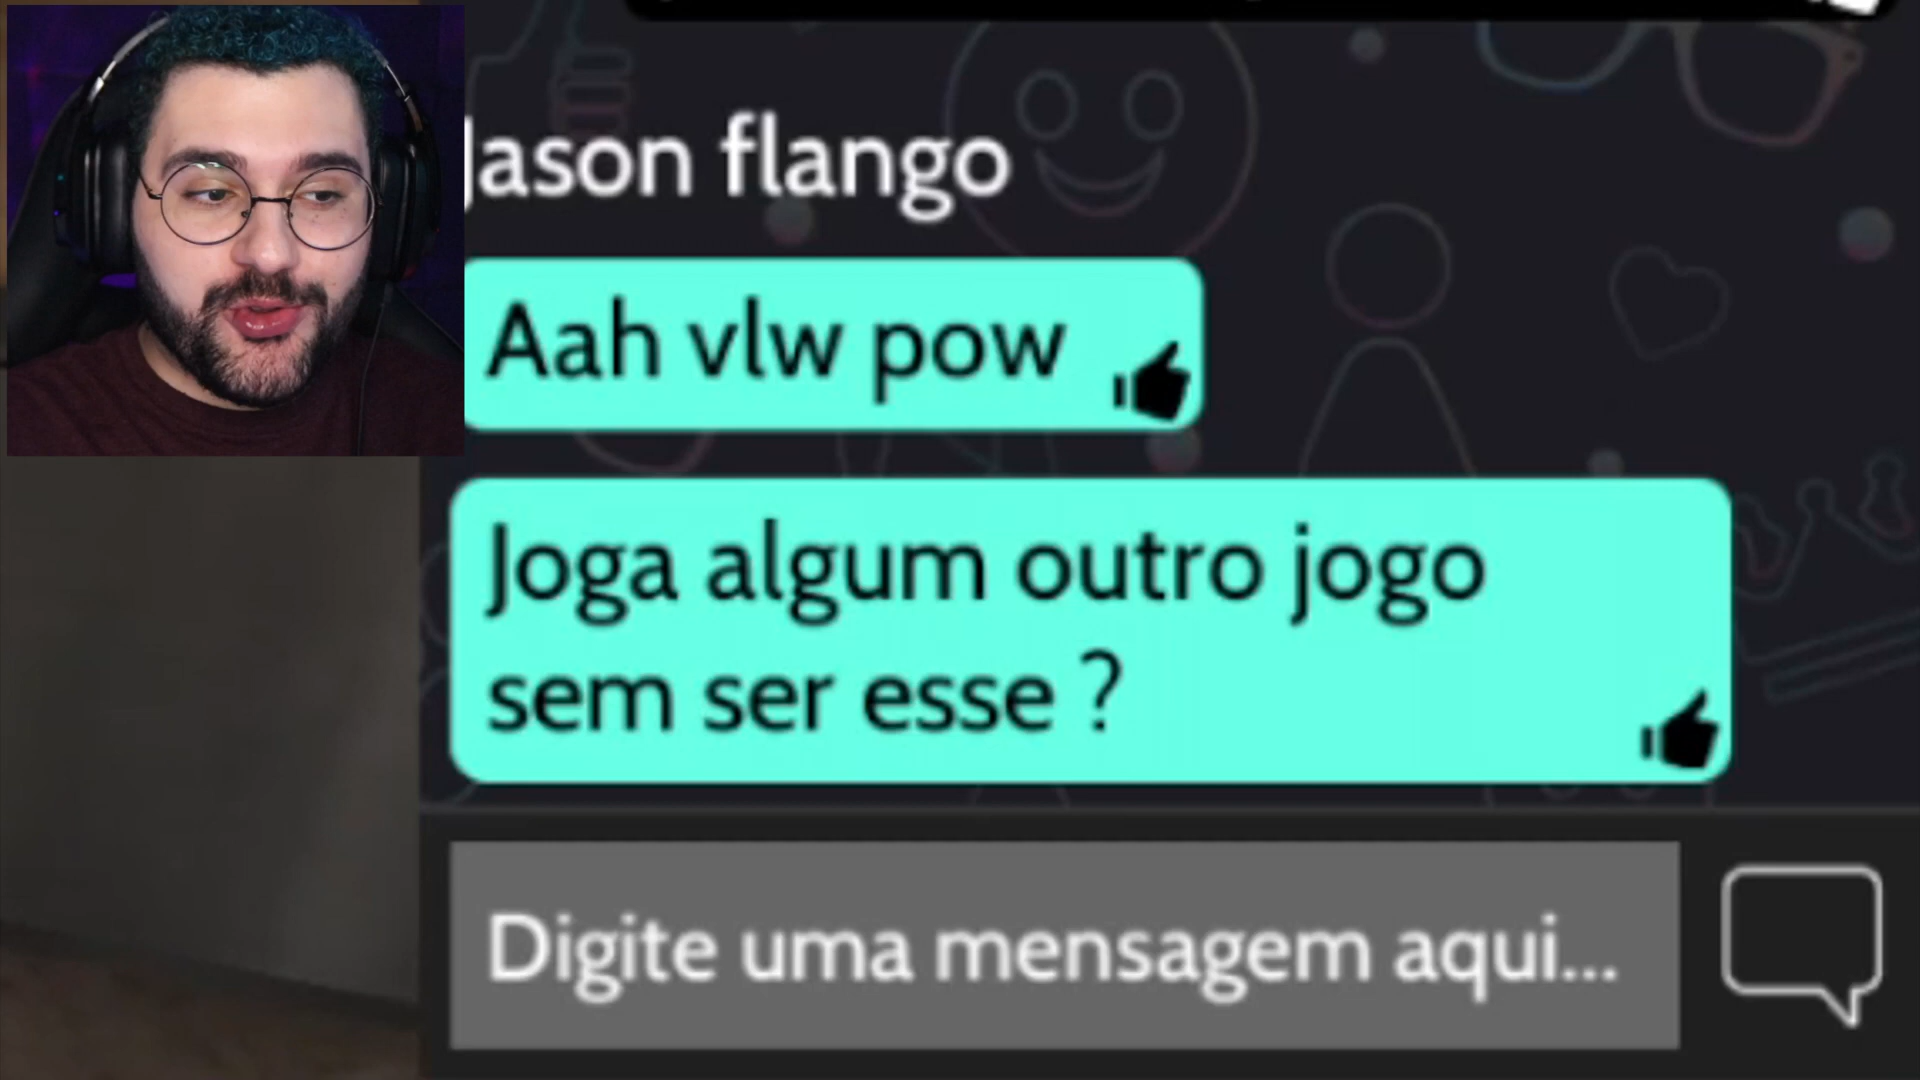 Jason flango
Aah vlw pow
Joga algum outro jogo
sem ser esse ?
Digite uma mensagem aqui...